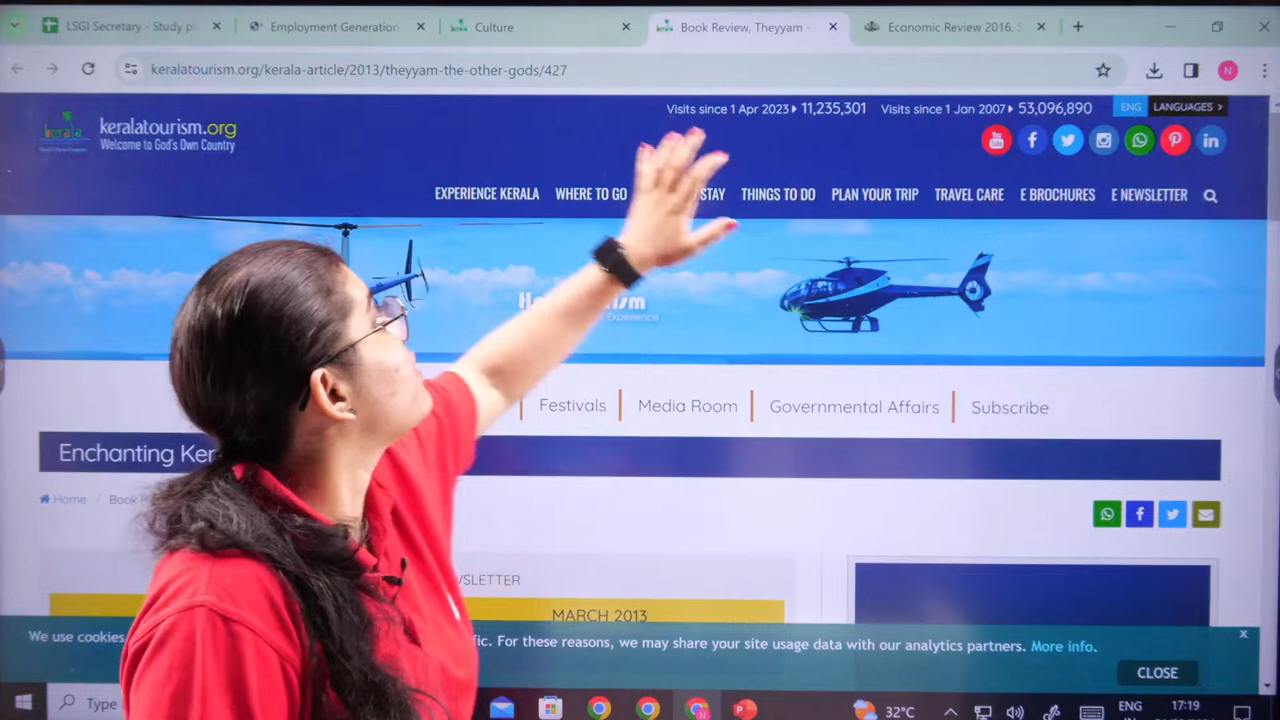 LSGI Secretary - Study pl
Employment Generation
Culture
Book Review, Theyyam -
Economic Review 2016, S
keralatourism.org/kerala-article/2013/theyyam-the-other-gods/427
N
Visits since 1 Apr 2023 11,235,301
Visits since 1 Jan 2007 53,096,890
ENG
LANGUAGES
kerala
keralatourism.org
Welcome to God's Own Country
EXPERIENCE KERALA
WHERE TO GO
STAY
THINGS TO DO
PLAN YOUR TRIP
TRAVEL CARE
E BROCHURES
E NEWSLETTER
Experience
Festivals
Media Room
Governmental Affairs
Subscribe
Enchanting Ker
Home / Book
SLETTER
MARCH 2013
We use cookies
fic. For these reasons, we may share your site usage data with our analytics partners. More info.
x
CLOSE
Type
32°C
ENG
IN
17:19